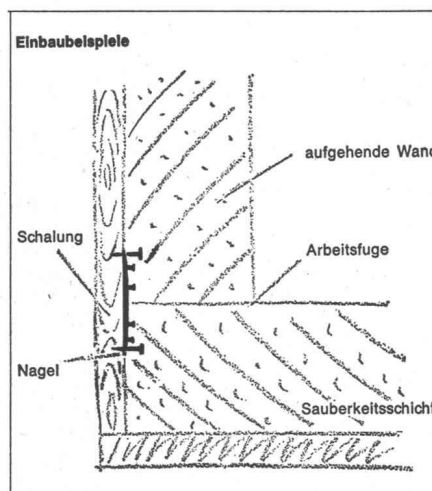 Einbaubeispiele
aufgehende Wand
Schalung
Arbeitsfuge
Nagel
Sauberkeitsschicht